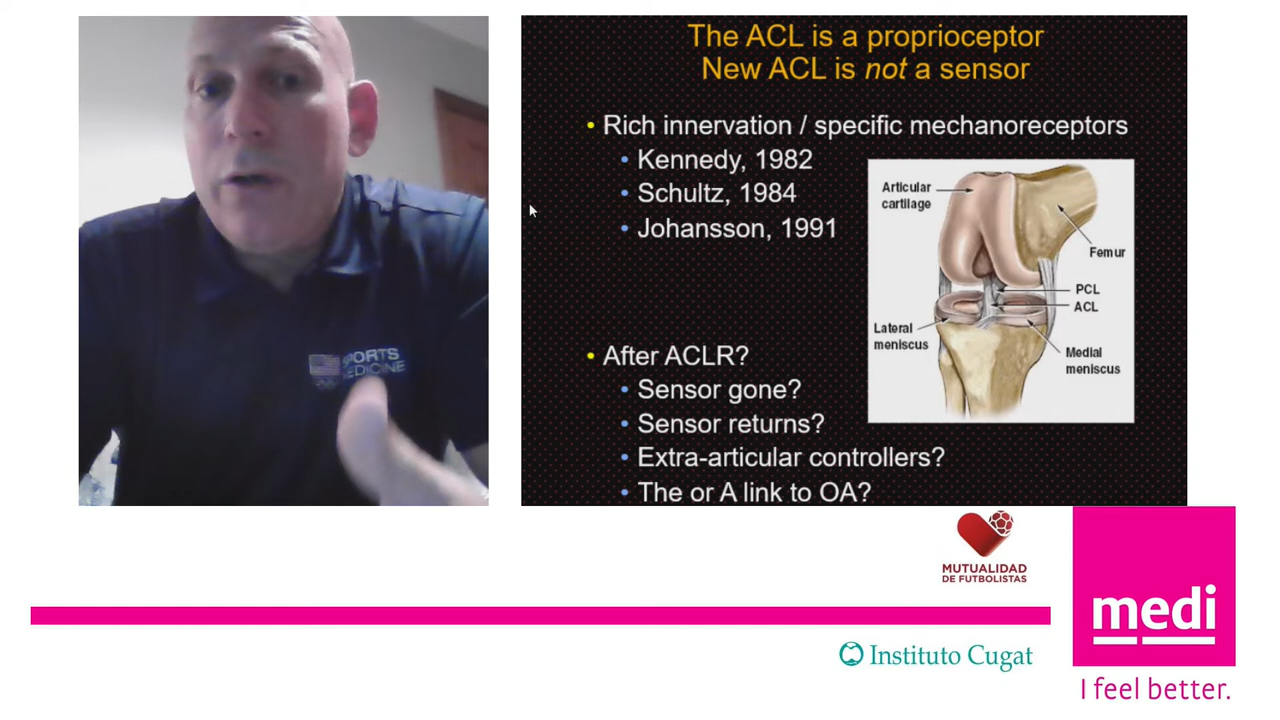 The ACL is a proprioceptor
New ACL is not a sensor
• Rich innervation / specific mechanoreceptors
• Kennedy, 1982
• Schultz, 1984
• Johansson, 1991
Articular
cartilage
Femur
PCL
ACL
Lateral
meniscus
Medial
meniscus
• After ACLR?
• Sensor gone?
• Sensor returns?
• Extra-articular controllers?
• The or A link to OA?
SPORTS
MEDICINE
MUTUALIDAD
DE FUTBOLISTAS
medi
Instituto Cugat
I feel better.